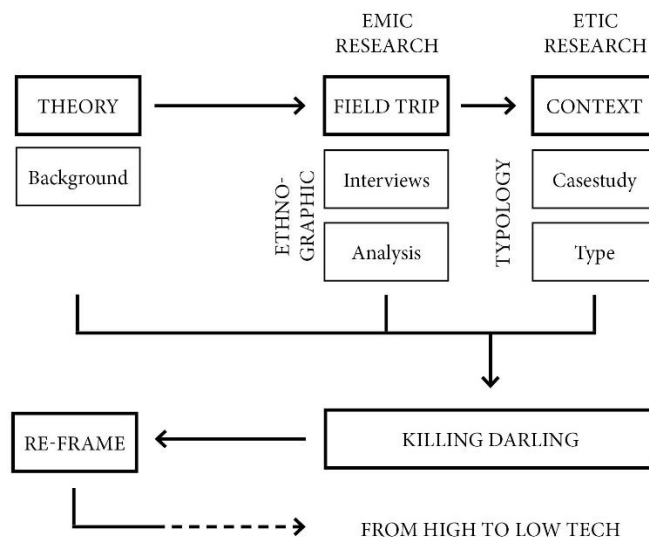 EMIC
RESEARCH
ETIC
RESEARCH
THEORY
FIELD TRIP
CONTEXT
Background
ETHNO-
GRAPHIC
Interviews
TYPOLOGY
Casestudy
Analysis
Type
RE-FRAME
KILLING DARLING
FROM HIGH TO LOW TECH